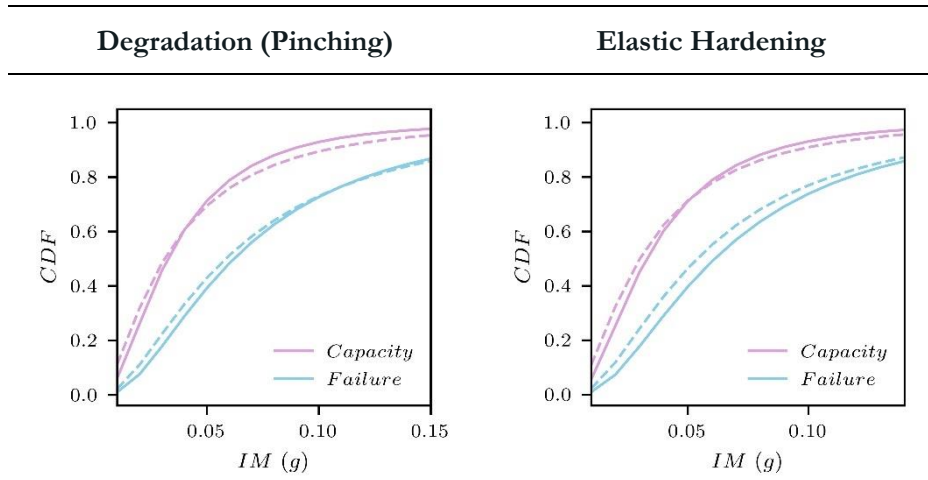 Degradation (Pinching)
Elastic Hardening
1.0
0.8
0.6
0.4
0.2
0.0
CDF
Capacity
Failure
0.05
0.10
0.15
IM (g)
1.0
0.8
0.6
0.4
0.2
0.0
CDF
Capacity
Failure
0.05
0.10
IM (g)